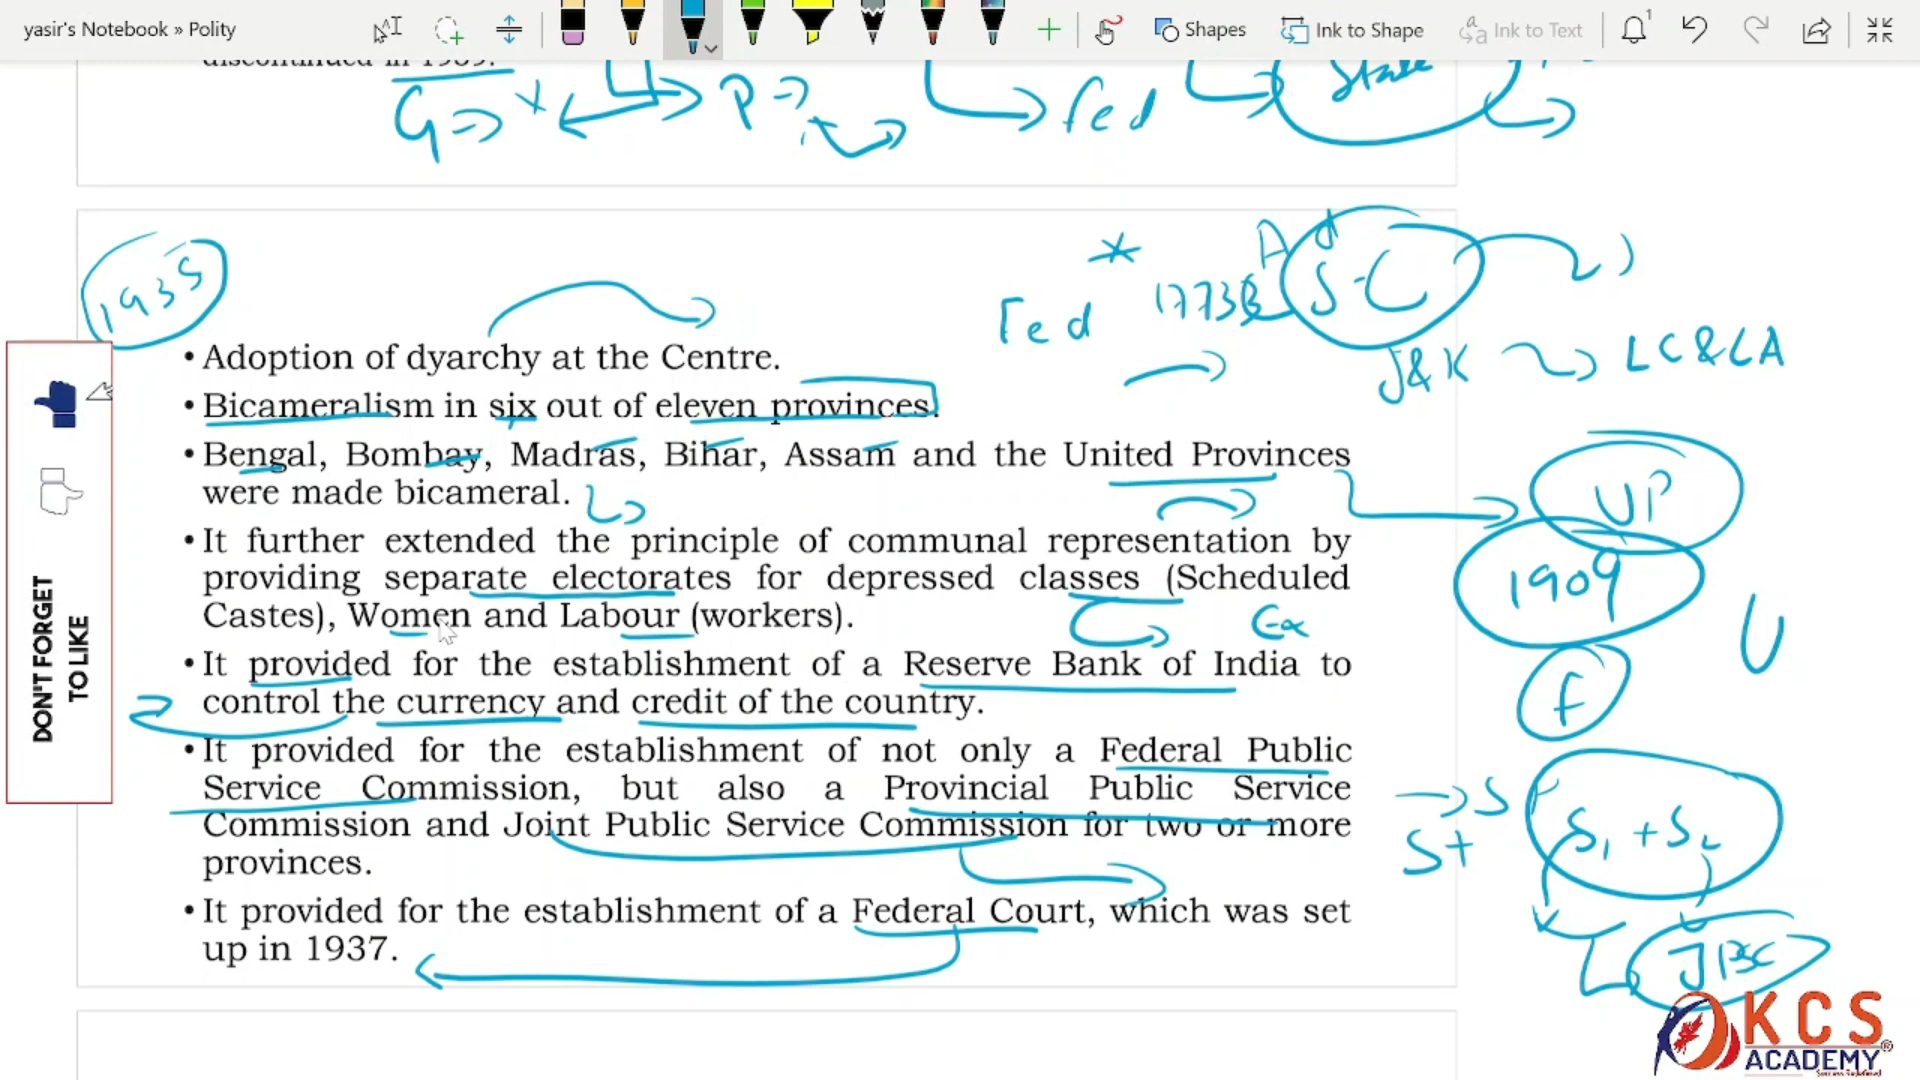 yasir's Notebook » Polity
Shapes
Ink to Shape
Ink to Text
1
discontinued in 1939.
G => x
P =>
fed
State
1935
*
Fed
1773
Act
S-C
J&K
LC & LA
• Adoption of dyarchy at the Centre.
• Bicameralism in six out of eleven provinces.
• Bengal, Bombay, Madras, Bihar, Assam and the United Provinces
were made bicameral.
UP
• It further extended the principle of communal representation by
providing separate electorates for depressed classes (Scheduled
Castes), Women and Labour (workers).
1909
U
• It provided for the establishment of a Reserve Bank of India to
control the currency and credit of the country.
F
• It provided for the establishment of not only a Federal Public
Service Commission, but also a Provincial Public Service
Commission and Joint Public Service Commission for two or more
provinces.
S1 + S2
• It provided for the establishment of a Federal Court, which was set
up in 1937.
JPSC
DON'T FORGET
TO LIKE
KCS
ACADEMY®